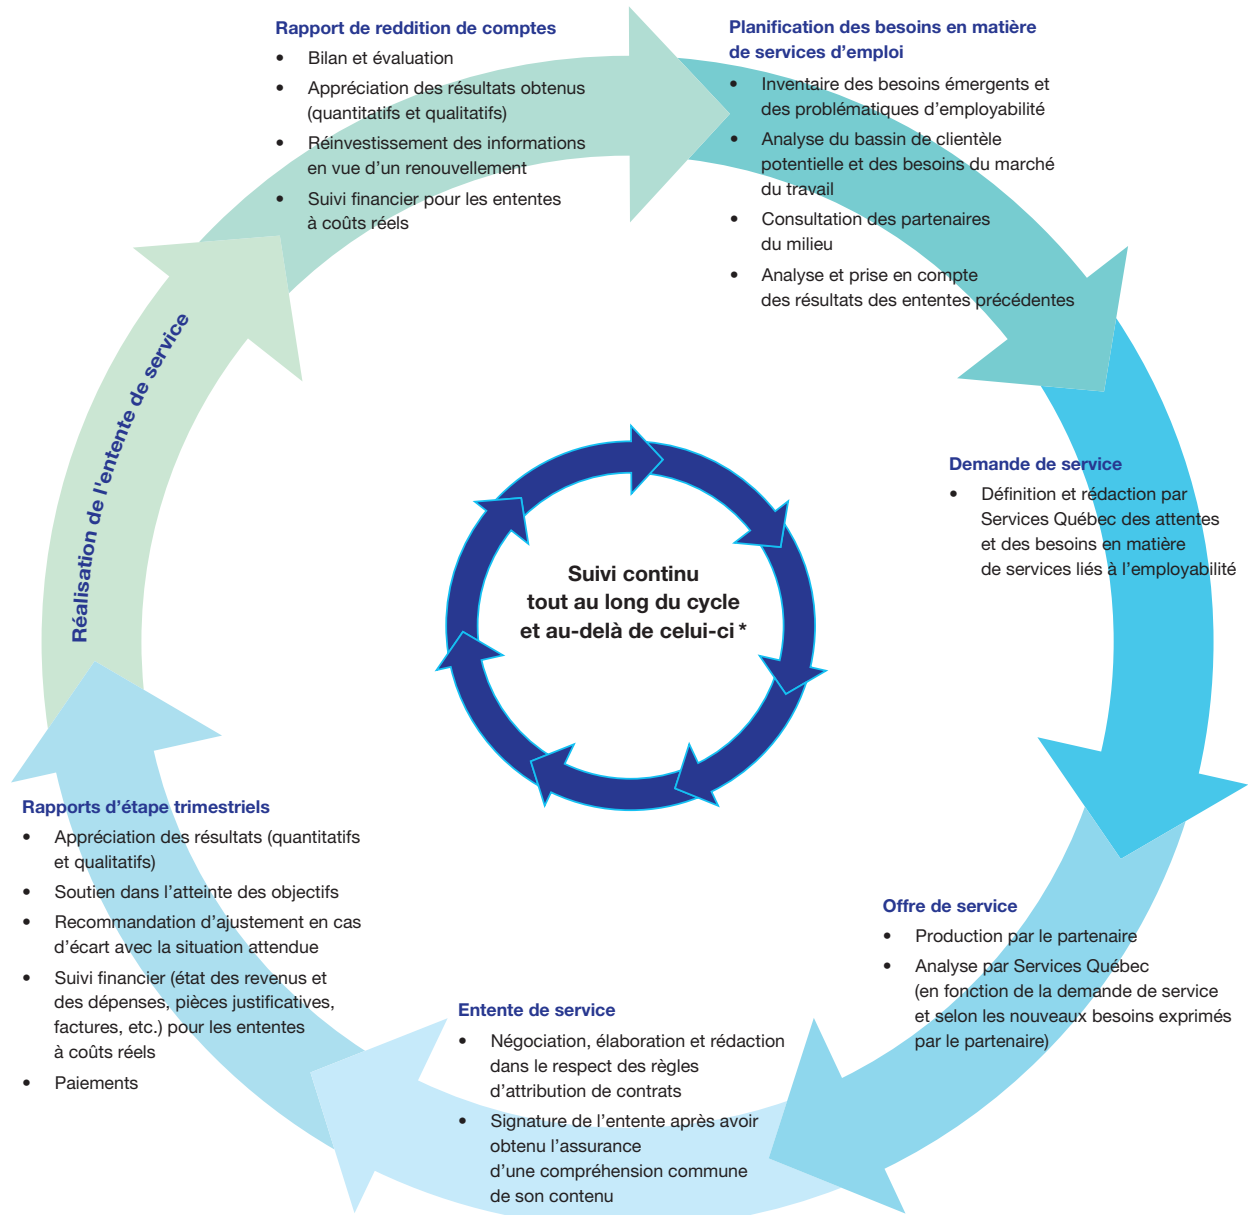 Rapport de reddition de comptes
• Bilan et évaluation
• Appréciation des résultats obtenus
(quantitatifs et qualitatifs)
• Réinvestissement des informations
en vue d’un renouvellement
• Suivi financier pour les ententes
à coûts réels
Planification des besoins en matière
de services d’emploi
• Inventaire des besoins émergents et
des problématiques d’employabilité
• Analyse du bassin de clientèle
potentielle et des besoins du marché
du travail
• Consultation des partenaires
du milieu
• Analyse et prise en compte
des résultats des ententes précédentes
Demande de service
• Définition et rédaction par
Services Québec des attentes
et des besoins en matière
de services liés à l’employabilité
Offre de service
• Production par le partenaire
• Analyse par Services Québec
(en fonction de la demande de service
et selon les nouveaux besoins exprimés
par le partenaire)
Entente de service
• Négociation, élaboration et rédaction
dans le respect des règles
d’attribution de contrats
• Signature de l’entente après avoir
obtenu l’assurance
d’une compréhension commune
de son contenu
Rapports d’étape trimestriels
• Appréciation des résultats (quantitatifs
et qualitatifs)
• Soutien dans l’atteinte des objectifs
• Recommandation d’ajustement en cas
d’écart avec la situation attendue
• Suivi financier (état des revenus et
des dépenses, pièces justificatives,
factures, etc.) pour les ententes
à coûts réels
• Paiements
Réalisation de l'entente de service
Suivi continu
tout au long du cycle
et au-delà de celui-ci *